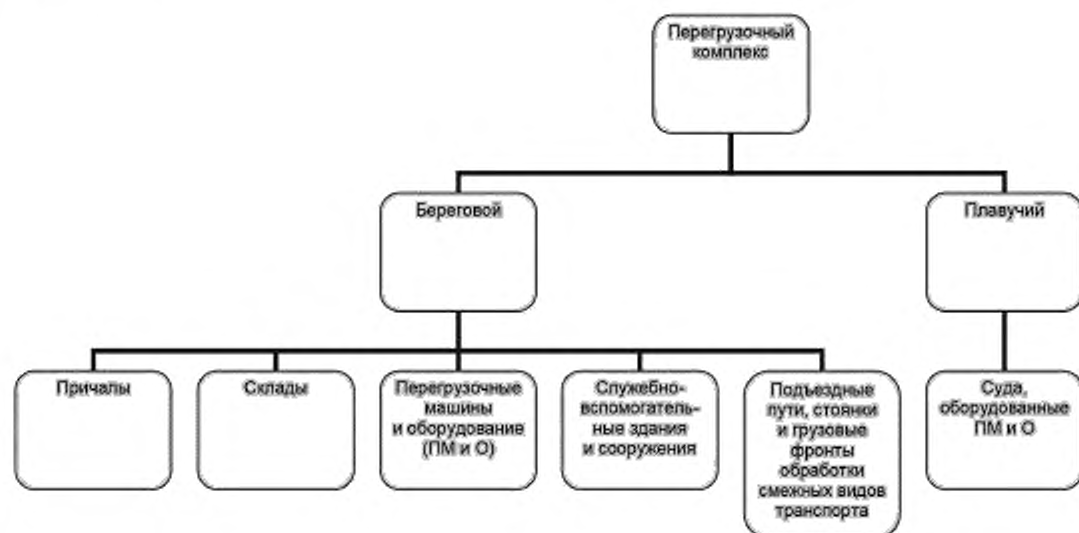 Перегрузочный
комплекс
Береговой
Плавучий
Причалы
Склады
Перегрузочные
машины
и оборудование
(ПМ и О)
Служебно-
вспомогатель-
ные здания
и сооружения
Подъездные
пути, стоянки
и грузовые
фронты
обработки
смежных видов
транспорта
Суда,
оборудованные
ПМ и О